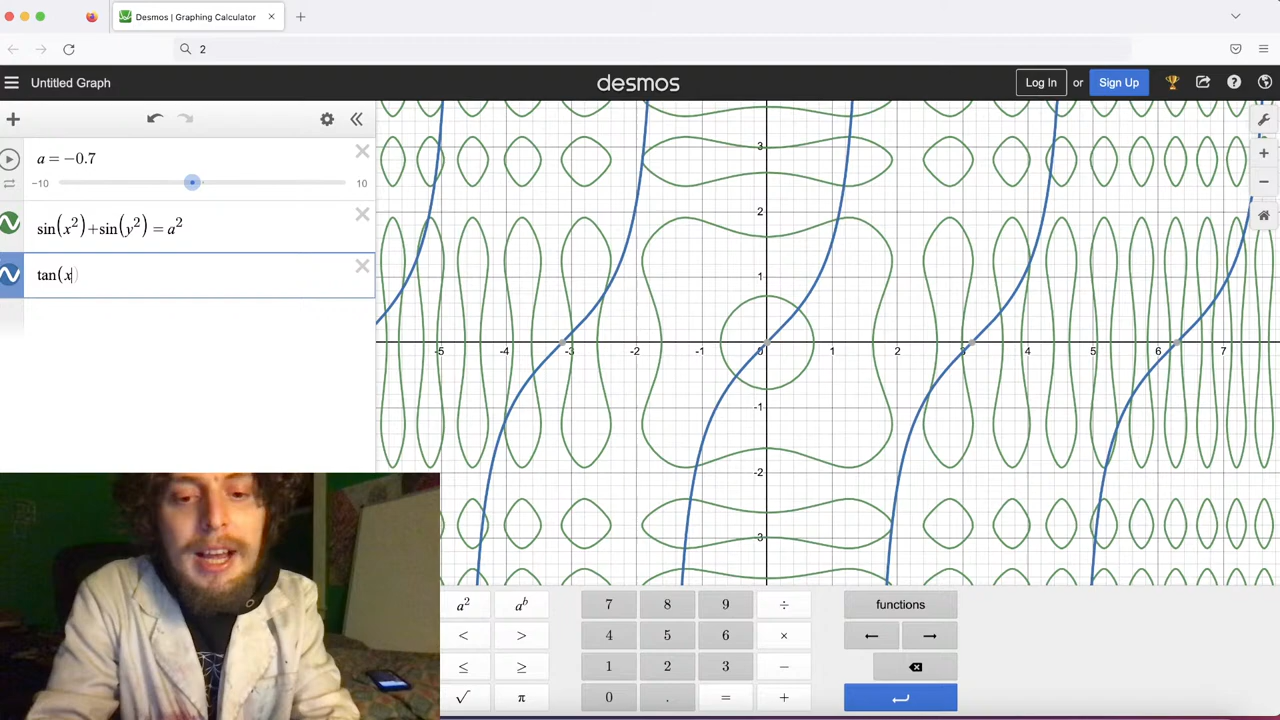 Desmos | Graphing Calculator
2
Untitled Graph
desmos
Log In or Sign Up
a = −0.7
−10 10
sin(x²)+sin(y²) = a²
tan(x)
3
2
1
-5 -4 -3 -2 -1 0 1 2 3 4 5 6 7
-1
-2
3
a² aᵇ 7 8 9 ÷ functions
< > 4 5 6 × ← →
≤ ≥ 1 2 3 −
√ π 0 . = +